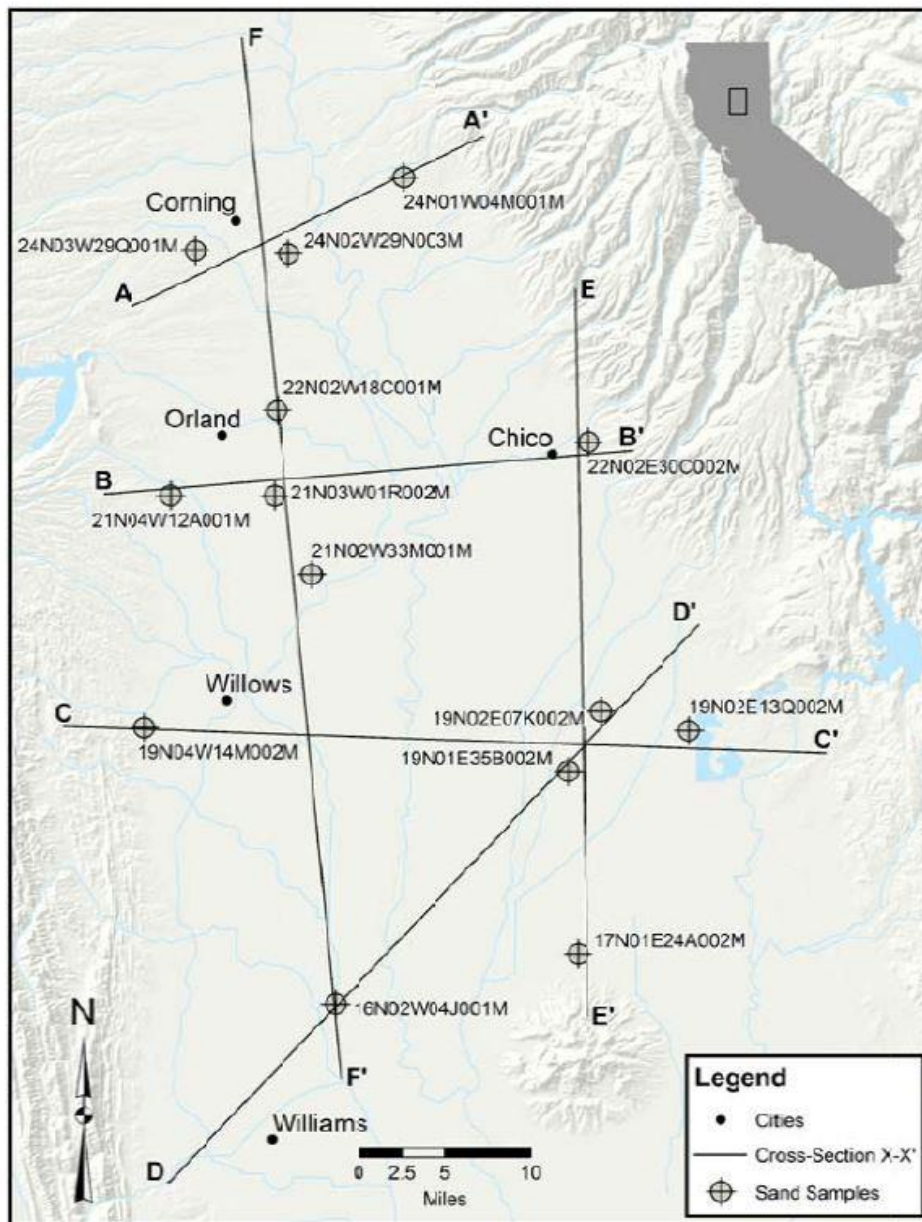 F
A'
24N01W04M001M
Corning
24N03W29Q001M
24N02W29N003M
A
E
22N02W18C001M
Orland
Chico
B'
22N02E30C002M
B
21N03W01R002M
21N04W12A001M
21N02W33M001M
D'
Willows
C
19N02E07K002M
19N02E13Q002M
19N04W14M002M
19N01E35B002M
C'
17N01E24A002M
16N02W04J001M
E'
N
F'
Williams
D
0 2.5 5 10
Miles
Legend
Cities
Cross-Section X-X'
Sand Samples